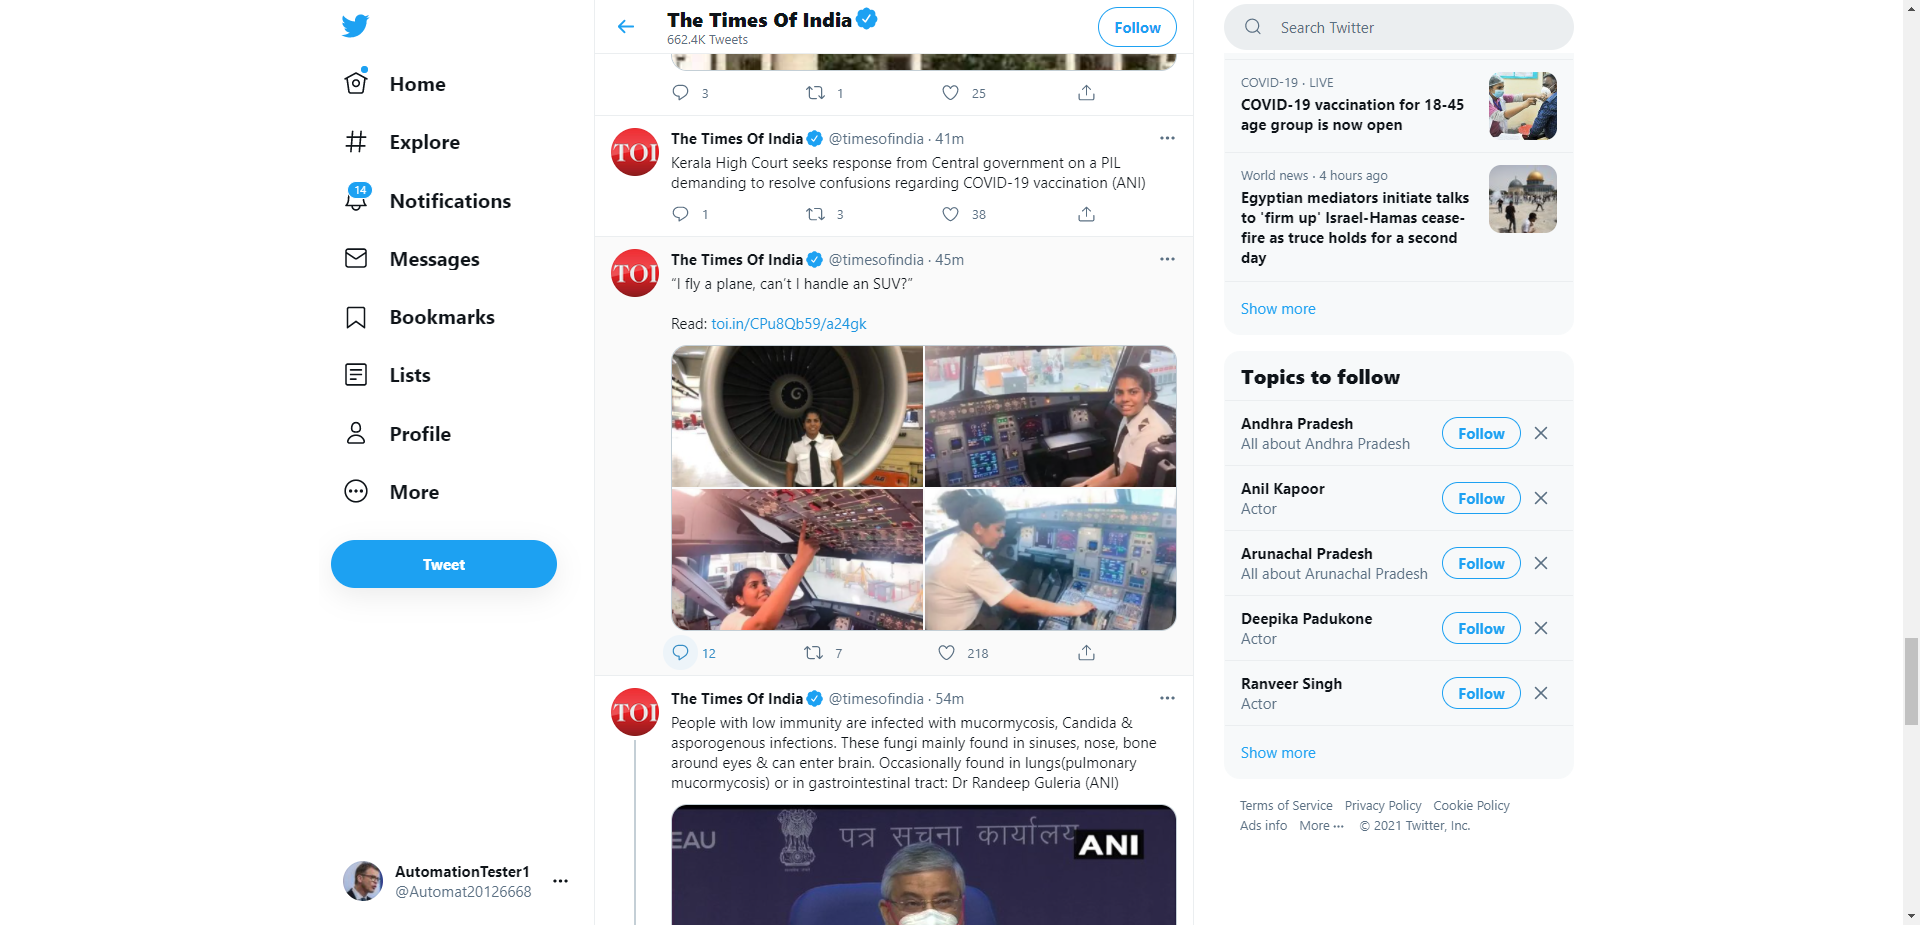 Home
Explore
14
Notifications
Messages
Bookmarks
Lists
Profile
More
Tweet
AutomationTester1
@Automat20126668
The Times Of India
662.4K Tweets
Follow
3 1 25
TOI
The Times Of India @timesofindia · 41m
Kerala High Court seeks response from Central government on a PIL
demanding to resolve confusions regarding COVID-19 vaccination (ANI)
1 3 38
TOI
The Times Of India @timesofindia · 45m
“I fly a plane, can’t I handle an SUV?”
Read: toi.in/CPu8Qb59/a24gk
12 7 218
TOI
The Times Of India @timesofindia · 54m
People with low immunity are infected with mucormycosis, Candida &
asporogenous infections. These fungi mainly found in sinuses, nose, bone
around eyes & can enter brain. Occasionally found in lungs(pulmonary
mucormycosis) or in gastrointestinal tract: Dr Randeep Guleria (ANI)
EAU पत्र सूचना कार्यालय ANI
Search Twitter
COVID-19 · LIVE
COVID-19 vaccination for 18-45
age group is now open
World news · 4 hours ago
Egyptian mediators initiate talks
to 'firm up' Israel-Hamas cease-
fire as truce holds for a second
day
Show more
Topics to follow
Andhra Pradesh
All about Andhra Pradesh
Follow
Anil Kapoor
Actor
Follow
Arunachal Pradesh
All about Arunachal Pradesh
Follow
Deepika Padukone
Actor
Follow
Ranveer Singh
Actor
Follow
Show more
Terms of Service Privacy Policy Cookie Policy
Ads info More ··· © 2021 Twitter, Inc.